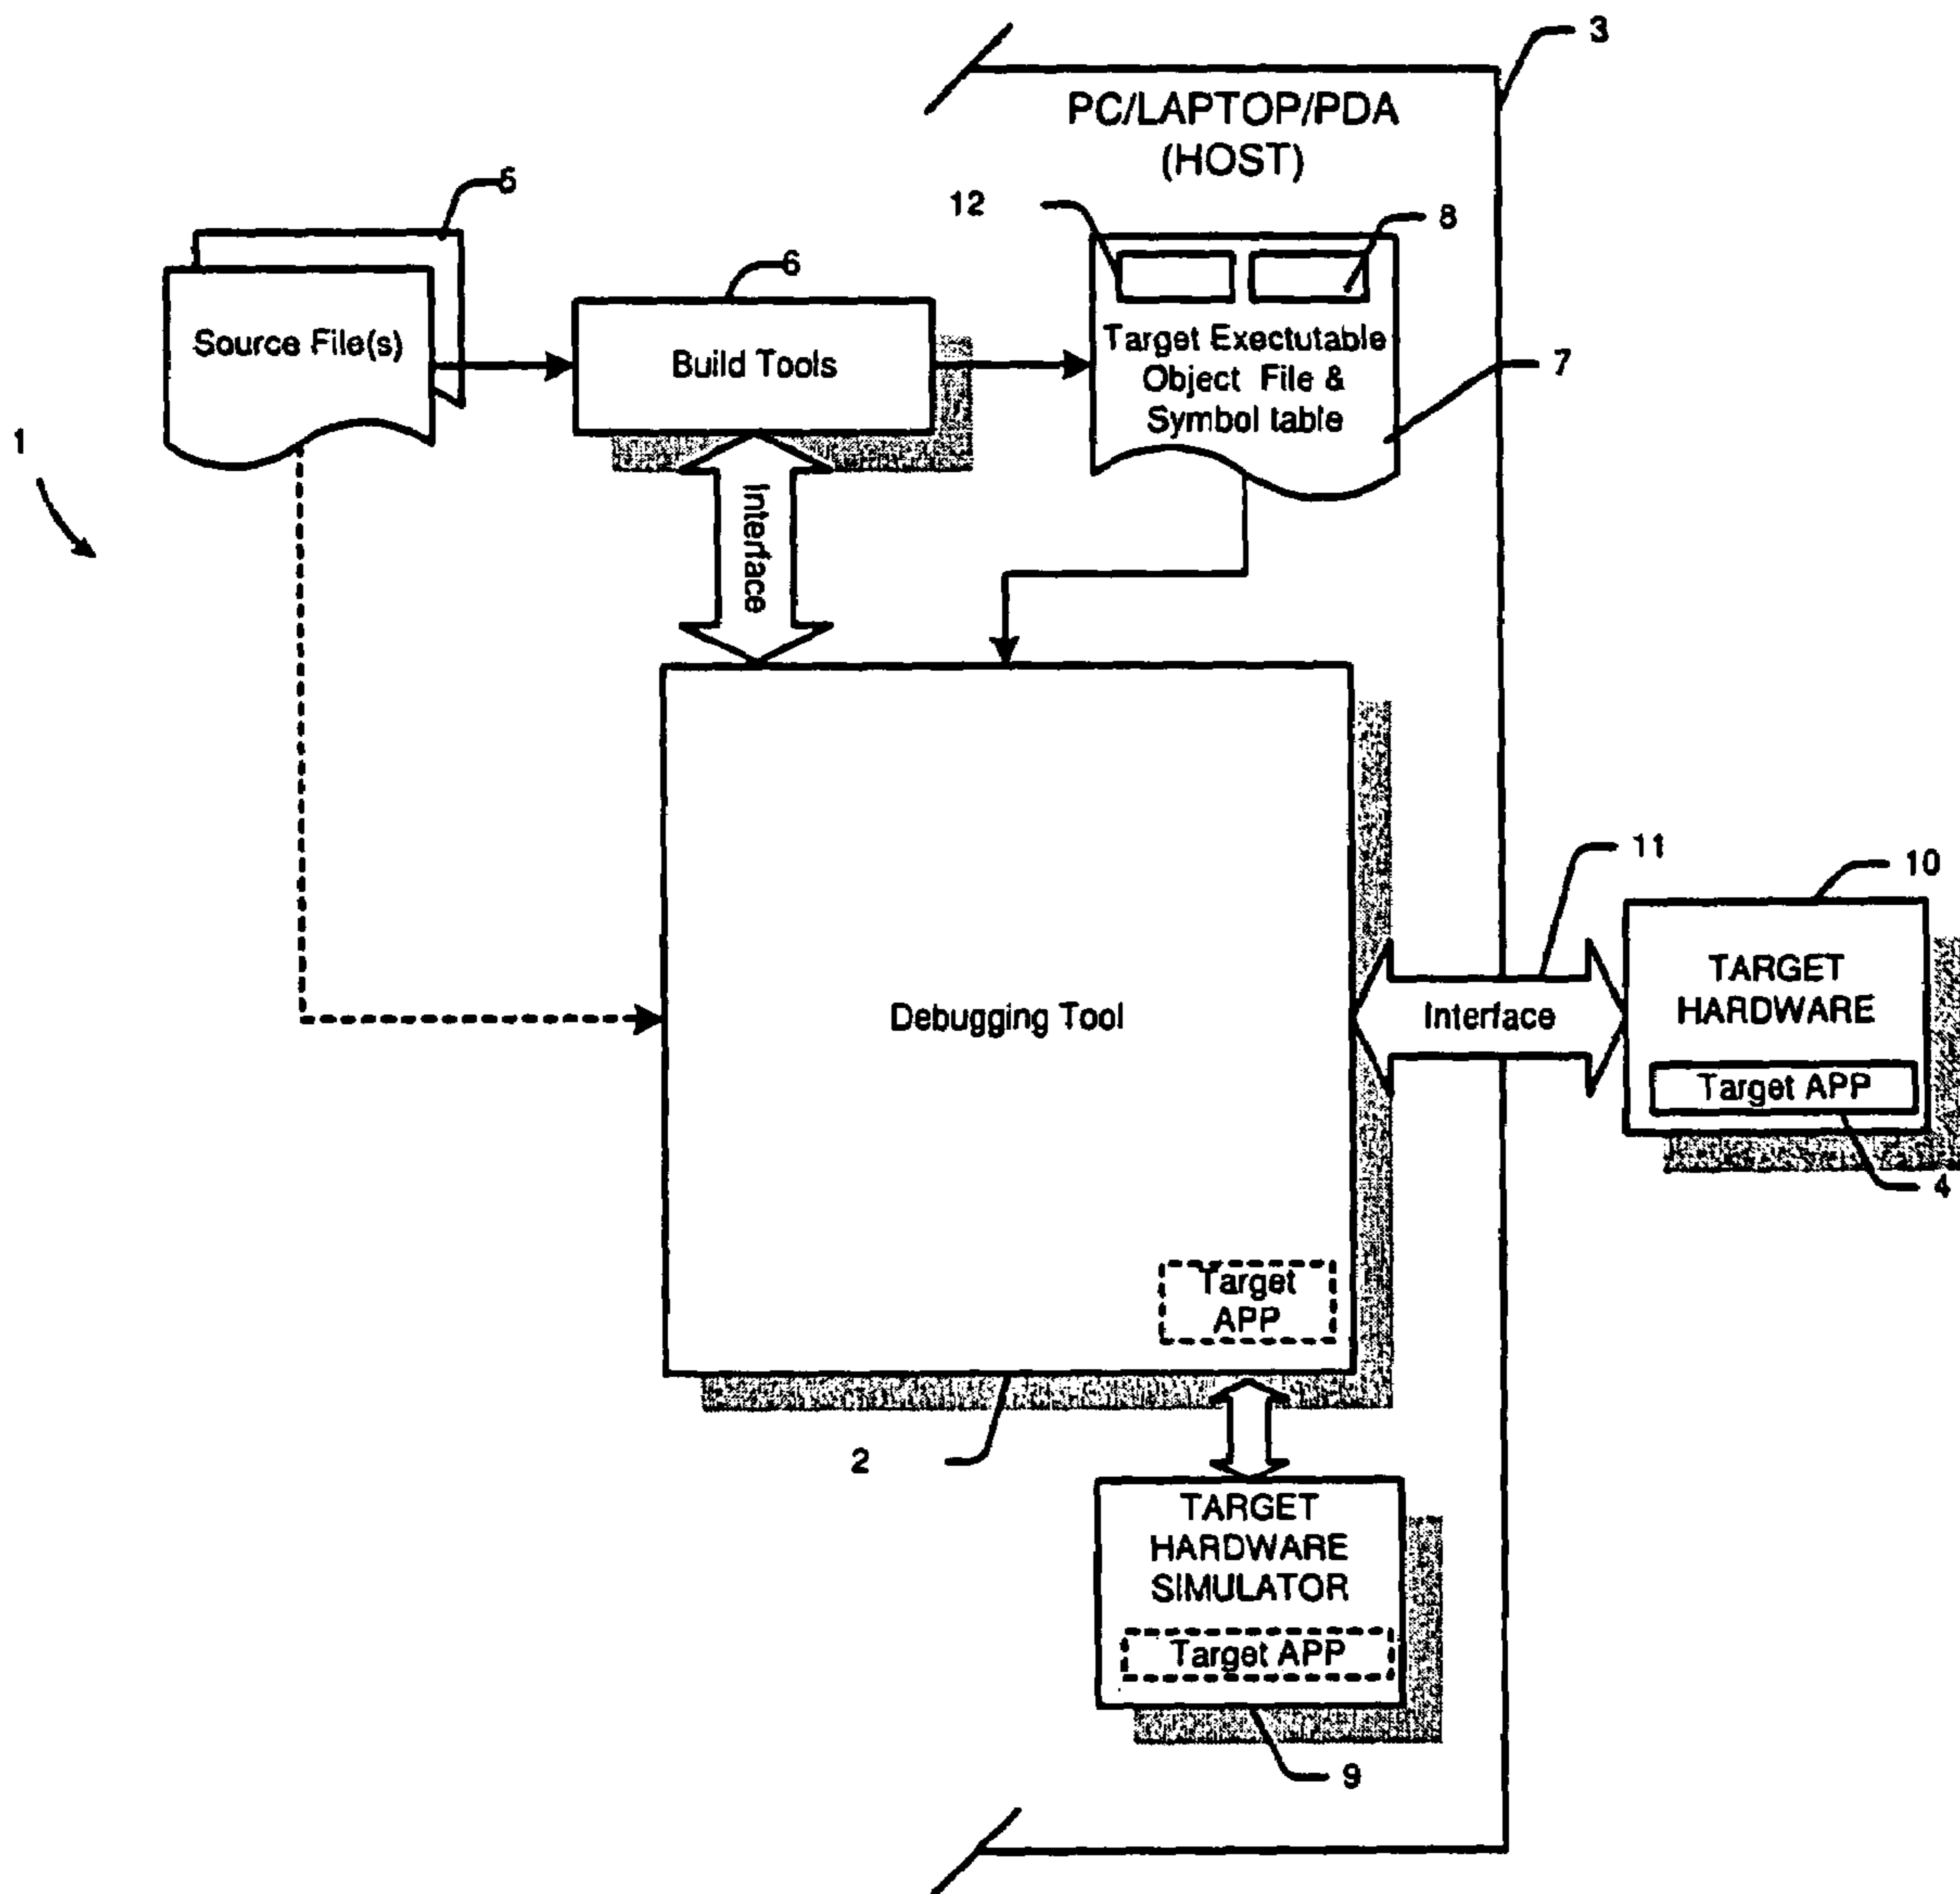 3
PC/LAPTOP/PDA
(HOST)
5
12
8
6
Source File(s)
Build Tools
Target Exectutable
Object File &
Symbol table
7
1
Interface
11
10
TARGET
HARDWARE
Debugging Tool
Interface
Target APP
4
Target
APP
2
TARGET
HARDWARE
SIMULATOR
Target APP
9